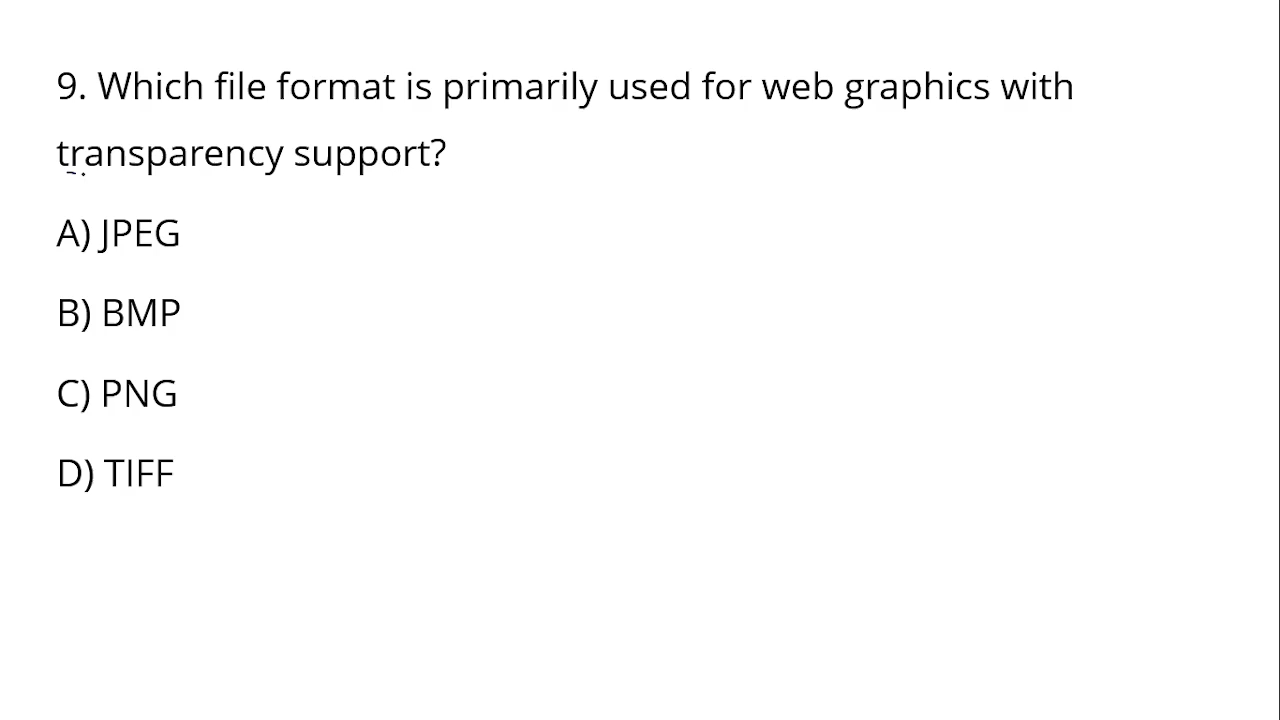 9. Which file format is primarily used for web graphics with
transparency support?
A) JPEG
B) BMP
C) PNG
D) TIFF